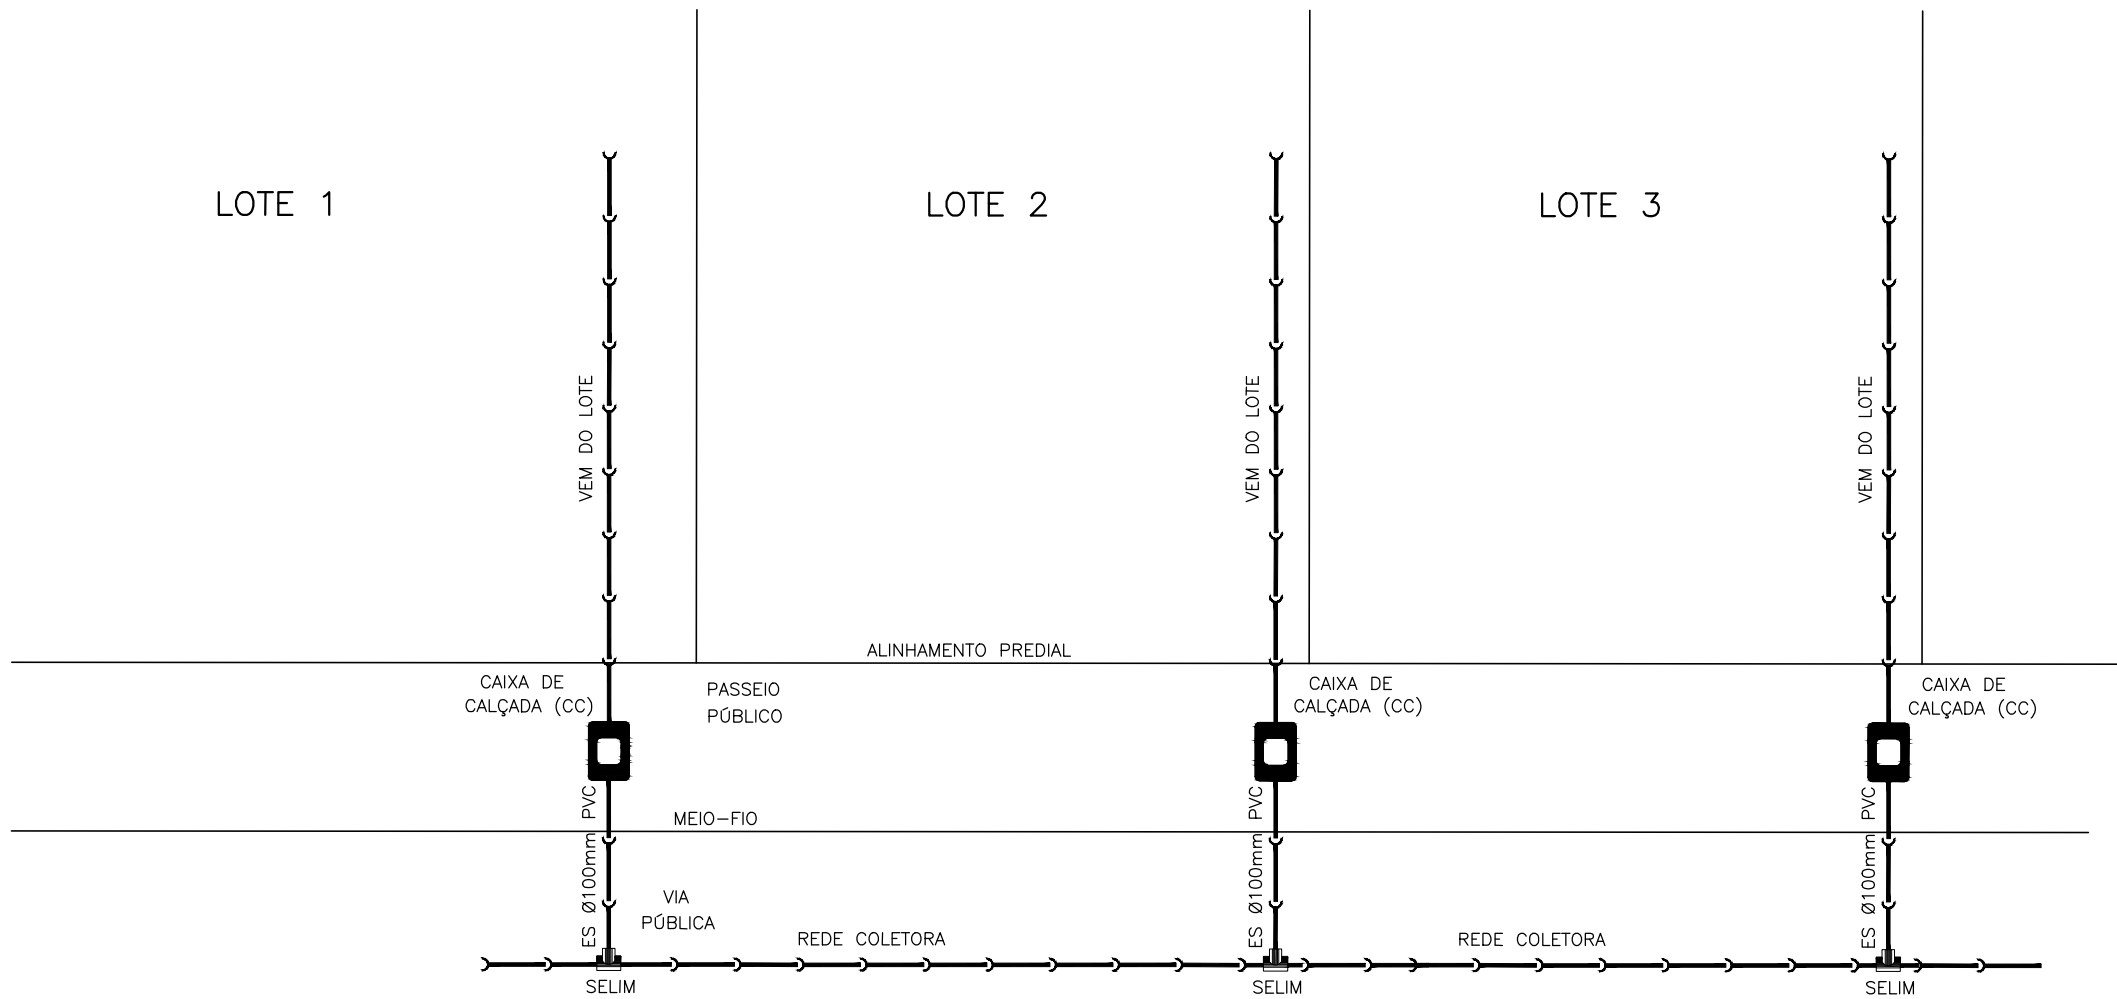 LOTE 1
LOTE 2
LOTE 3
VEM DO LOTE
VEM DO LOTE
VEM DO LOTE
ALINHAMENTO PREDIAL
CAIXA DE
CALÇADA (CC)
PASSEIO
PÚBLICO
CAIXA DE
CALÇADA (CC)
CAIXA DE
CALÇADA (CC)
MEIO-FIO
ES Ø100mm PVC
ES Ø100mm PVC
ES Ø100mm PVC
VIA
PÚBLICA
REDE COLETORA
REDE COLETORA
SELIM
SELIM
SELIM